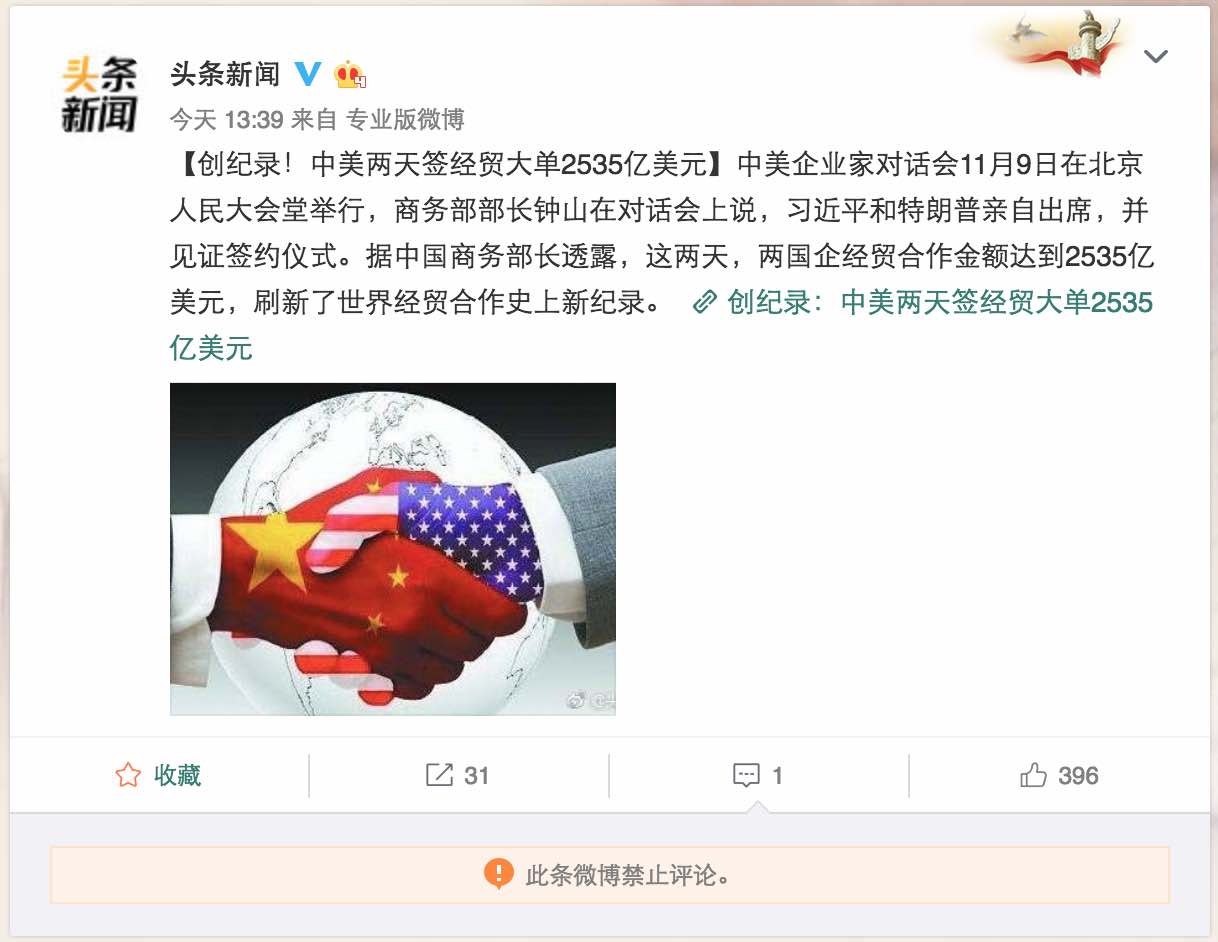 头条
新闻
头条新闻
今天 13:39 来自 专业版微博
【创纪录！中美两天签经贸大单2535亿美元】中美企业家对话会11月9日在北京
人民大会堂举行，商务部部长钟山在对话会上说，习近平和特朗普亲自出席，并
见证签约仪式。据中国商务部长透露，这两天，两国企经贸合作金额达到2535亿
美元，刷新了世界经贸合作史上新纪录。 创纪录：中美两天签经贸大单2535
亿美元
收藏
31
1
396
此条微博禁止评论。